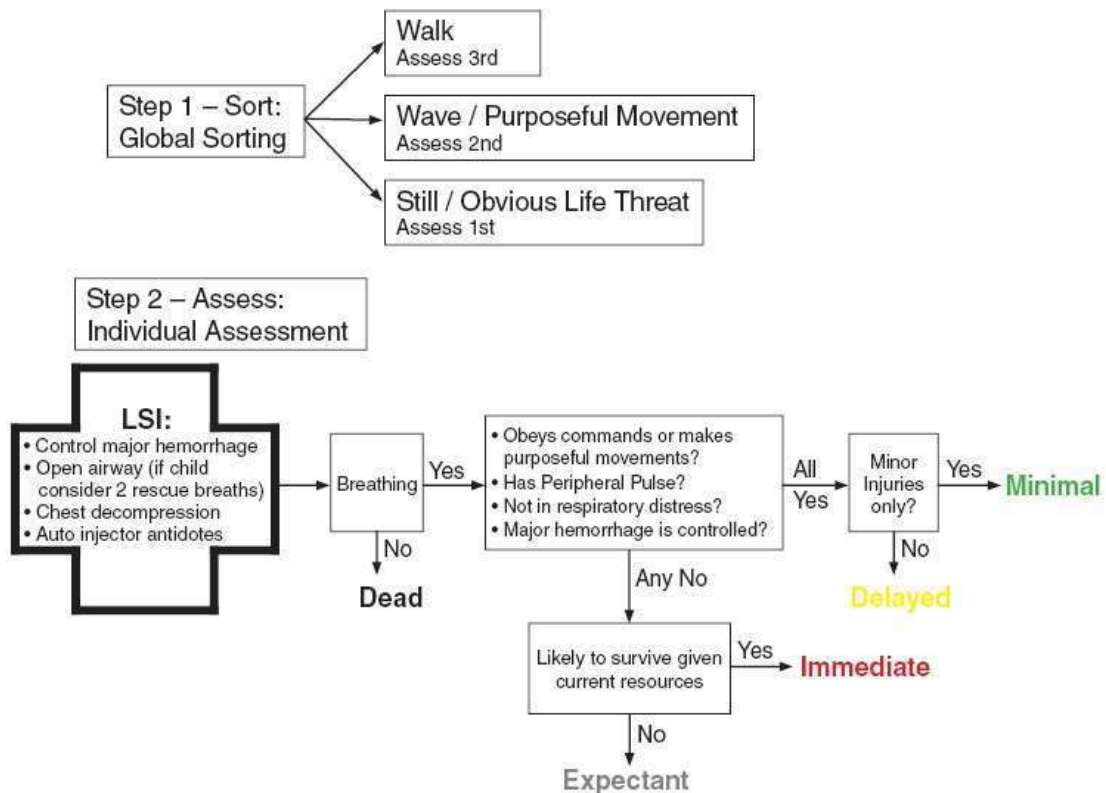 Walk
Assess 3rd
Step 1 – Sort:
Global Sorting
Wave / Purposeful Movement
Assess 2nd
Still / Obvious Life Threat
Assess 1st
Step 2 – Assess:
Individual Assessment
LSI:
• Control major hemorrhage
• Open airway (if child
consider 2 rescue breaths)
• Chest decompression
• Auto injector antidotes
Breathing
Yes
No
Dead
• Obeys commands or makes
purposeful movements?
• Has Peripheral Pulse?
• Not in respiratory distress?
• Major hemorrhage is controlled?
All
Yes
Minor
Injuries
only?
Yes
Minimal
No
Delayed
Any No
Likely to survive given
current resources
Yes
Immediate
No
Expectant